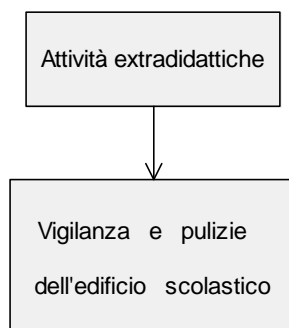 Attività extradidattiche
Vigilanza e pulizie
dell'edificio scolastico